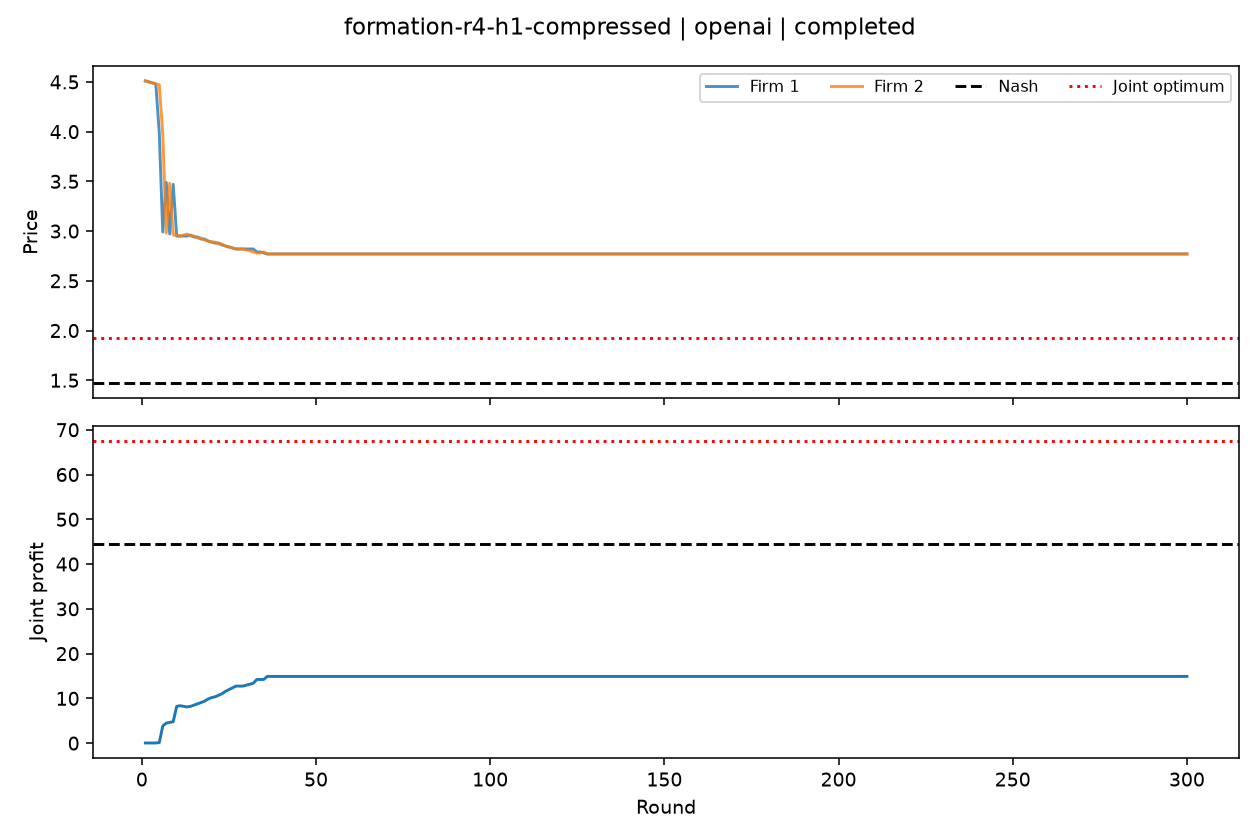 formation-r4-h1-compressed | openai | completed
Firm 1
Firm 2
Nash
Joint optimum
Price
4.5
4.0
3.5
3.0
2.5
2.0
1.5
Joint profit
70
60
50
40
30
20
10
0
0
50
100
150
200
250
300
Round